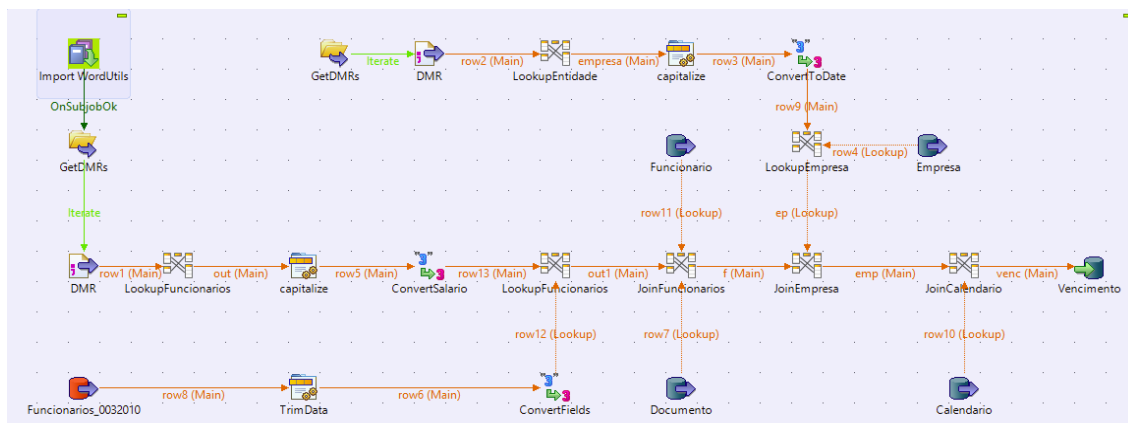 Import WordUtils
OnSubjobOk
GetDMRs
Iterate
DMR
row2 (Main)
LookupEntidade
empresa (Main)
capitalize
row3 (Main)
ConvertToDate
row9 (Main)
GetDMRs
Funcionario
LookupEmpresa
row4 (Lookup)
Empresa
Iterate
row11 (Lookup)
ep (Lookup)
DMR
row1 (Main)
LookupFuncionarios
out (Main)
capitalize
row5 (Main)
ConvertSalario
row13 (Main)
LookupFuncionarios
out1 (Main)
JoinFuncionarios
f (Main)
JoinEmpresa
emp (Main)
JoinCalendario
venc (Main)
Vencimento
row12 (Lookup)
row7 (Lookup)
row10 (Lookup)
Funcionarios_0032010
row8 (Main)
TrimData
row6 (Main)
ConvertFields
Documento
Calendario